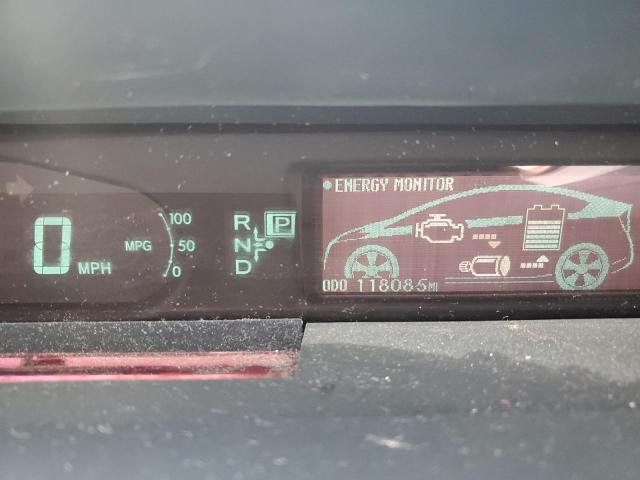 0 MPH
MPG
100
50
0
R
N
D
P
ENERGY MONITOR
ODO 118085MI